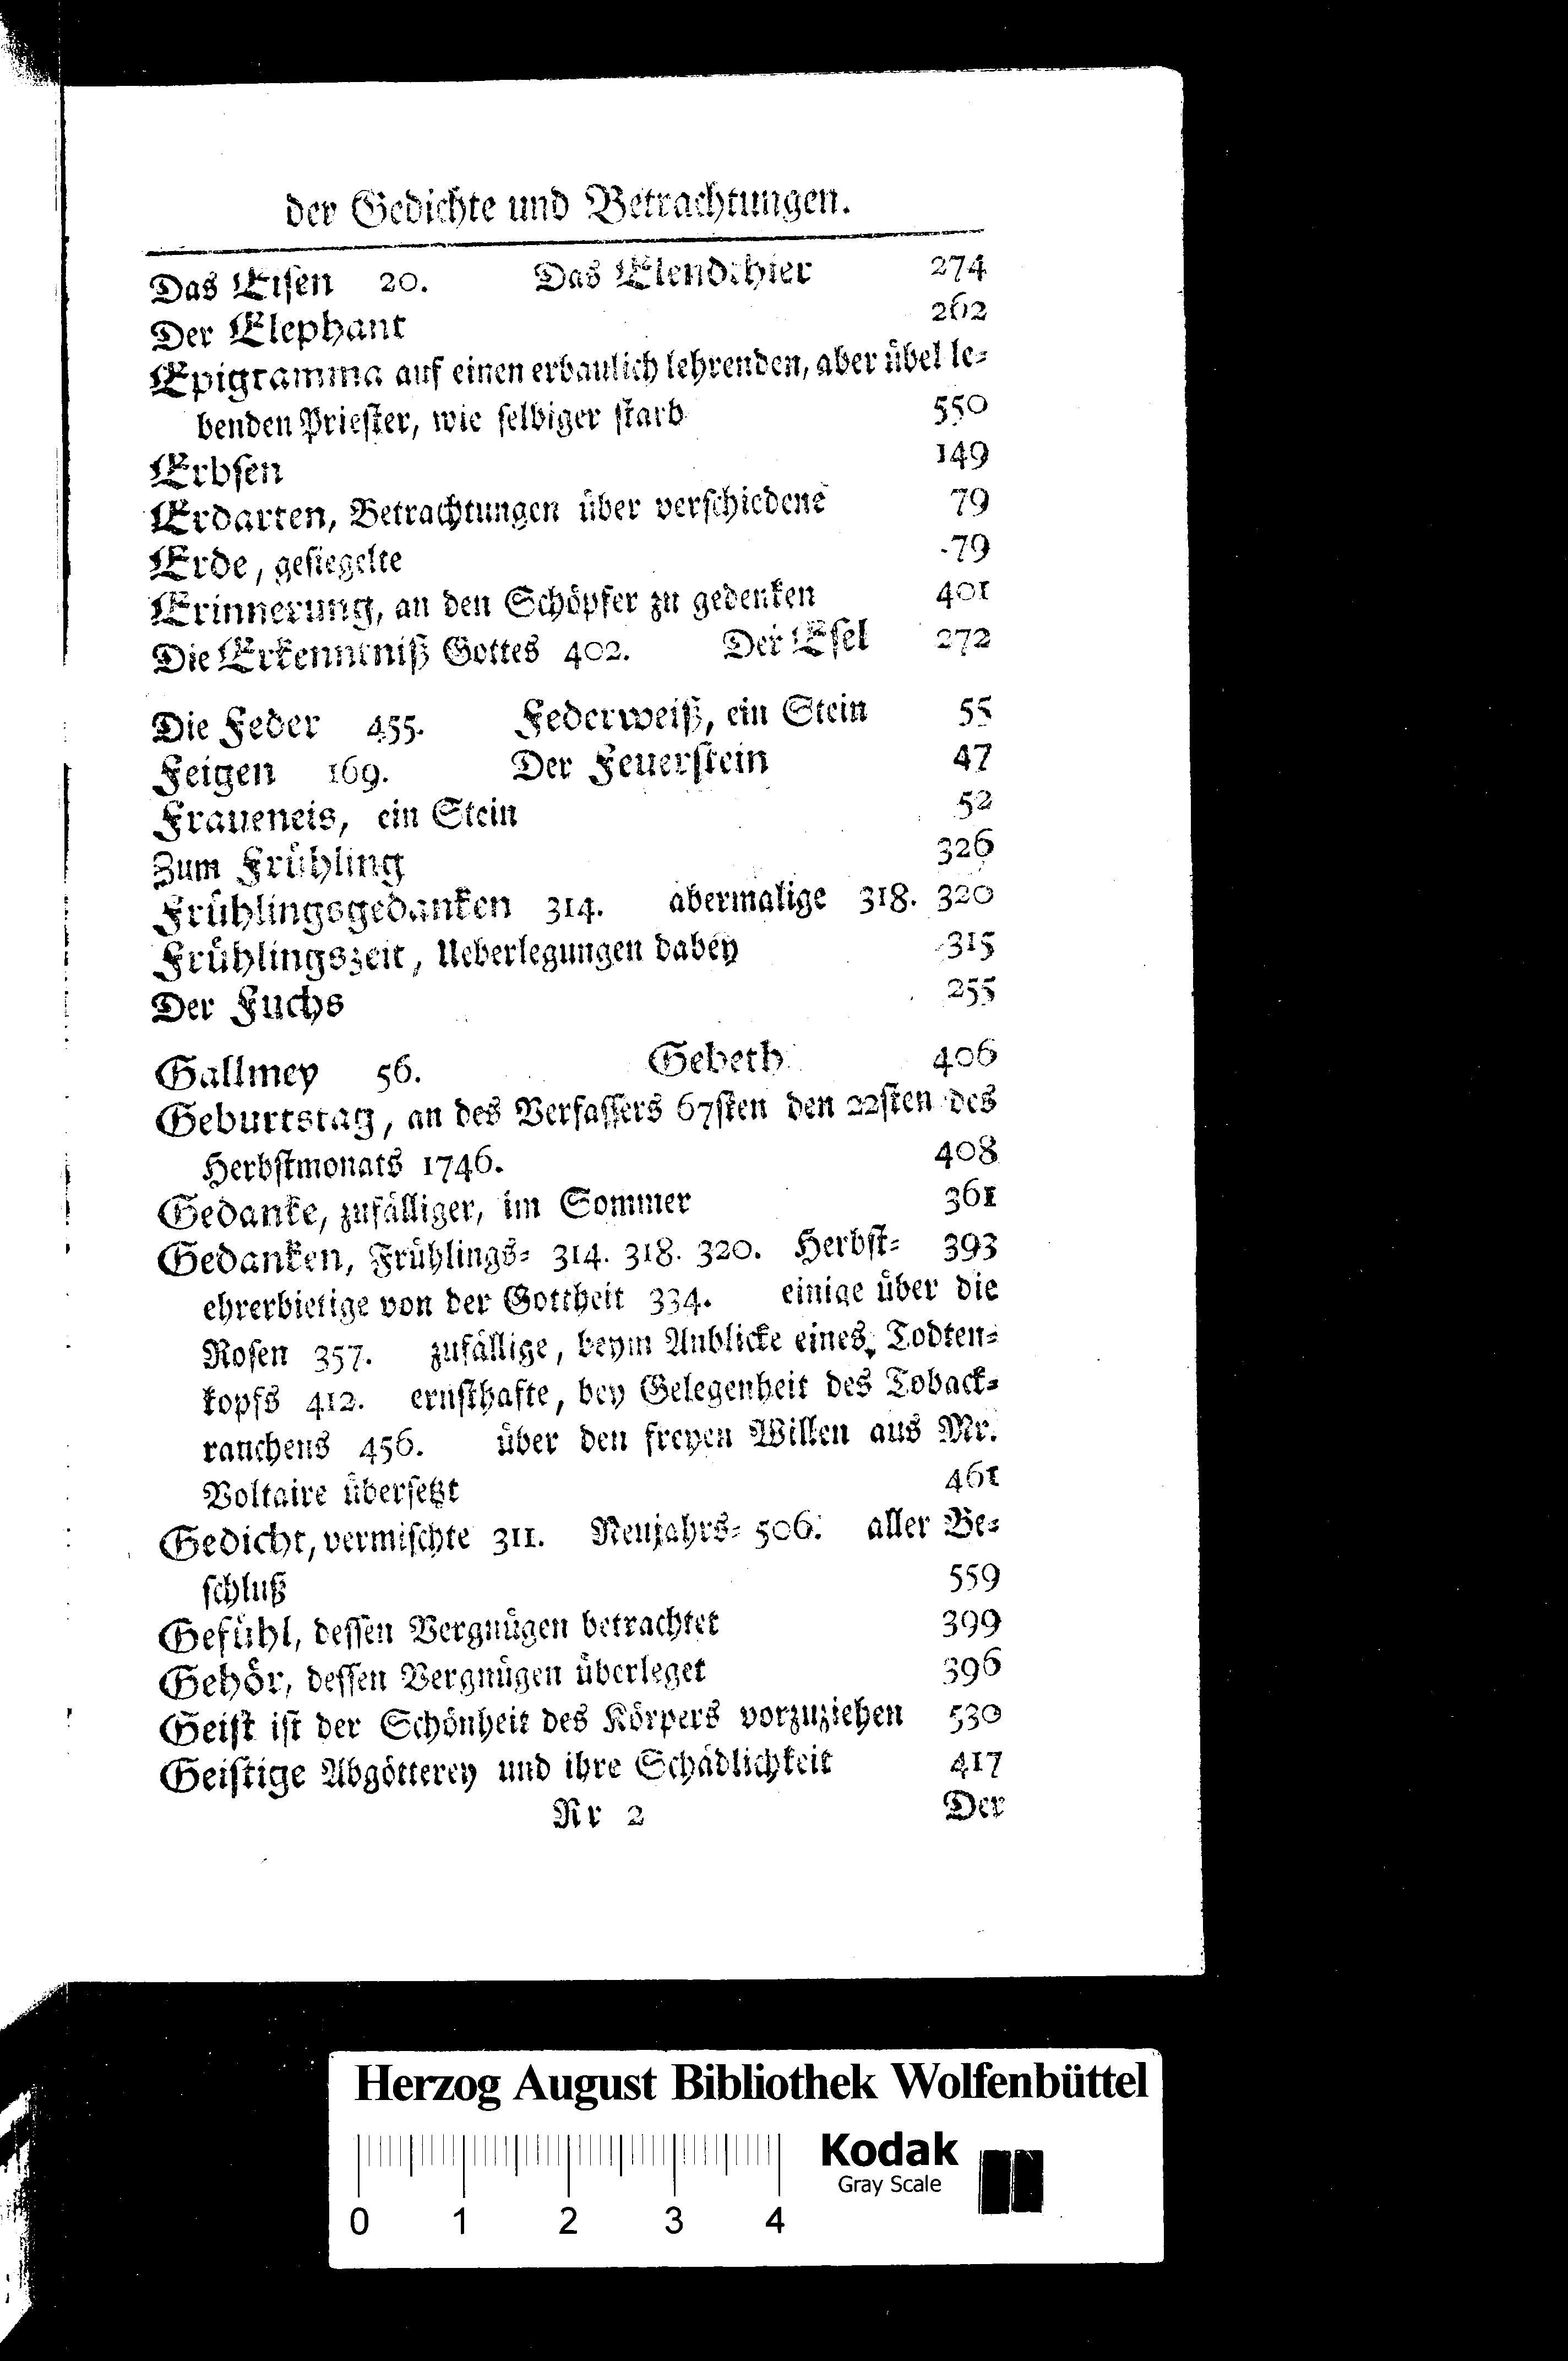 der Gedichte und Betrachtungen.
Das Eisen 20. Das Elendthier 274
Der Elephant 262
Epigramma auf einen erbaulich lehrenden, aber übel le-
benden Priester, wie selbiger starb 550
Erbsen 149
Erdarten, Betrachtungen über verschiedene 79
Erde, gesiegelte 79
Erinnerung, an den Schöpfer zu gedenken 401
Die Erkenntniß Gottes 402. Der Esel 272
Die Feder 455. Federweiß, ein Stein 55
Feigen 169. Der Feuerstein 47
Fraueneis, ein Stein 52
Zum Frühling 326
Frühlingsgedanken 314. abermalige 318. 320
Frühlingszeit, Ueberlegungen dabey 315
Der Fuchs 255
Gallmey 56. Gebeth 406
Geburtstag, an des Verfassers 67sten den 22sten des
Herbstmonats 1746. 408
Gedanke, zufälliger, im Sommer 361
Gedanken, Frühlings- 314. 318. 320. Herbst- 393
ehrerbietige von der Gottheit 334. einige über die
Rosen 357. zufällige, beym Anblicke eines Todten-
kopfs 412. ernsthafte, bey Gelegenheit des Toback-
rauchens 456. über den freyen Willen aus Mr.
Voltaire übersetzt 461
Gedicht, vermischte 311. Neujahrs- 506. aller Be-
schluß 559
Gefühl, dessen Vergnügen betrachtet 399
Gehör, dessen Vergnügen überleget 396
Geist ist der Schönheit des Körpers vorzuziehen 530
Geistige Abgötterey und ihre Schädlichkeit 417
Nr 2 Der
Herzog August Bibliothek Wolfenbüttel
Kodak
Gray Scale
0 1 2 3 4